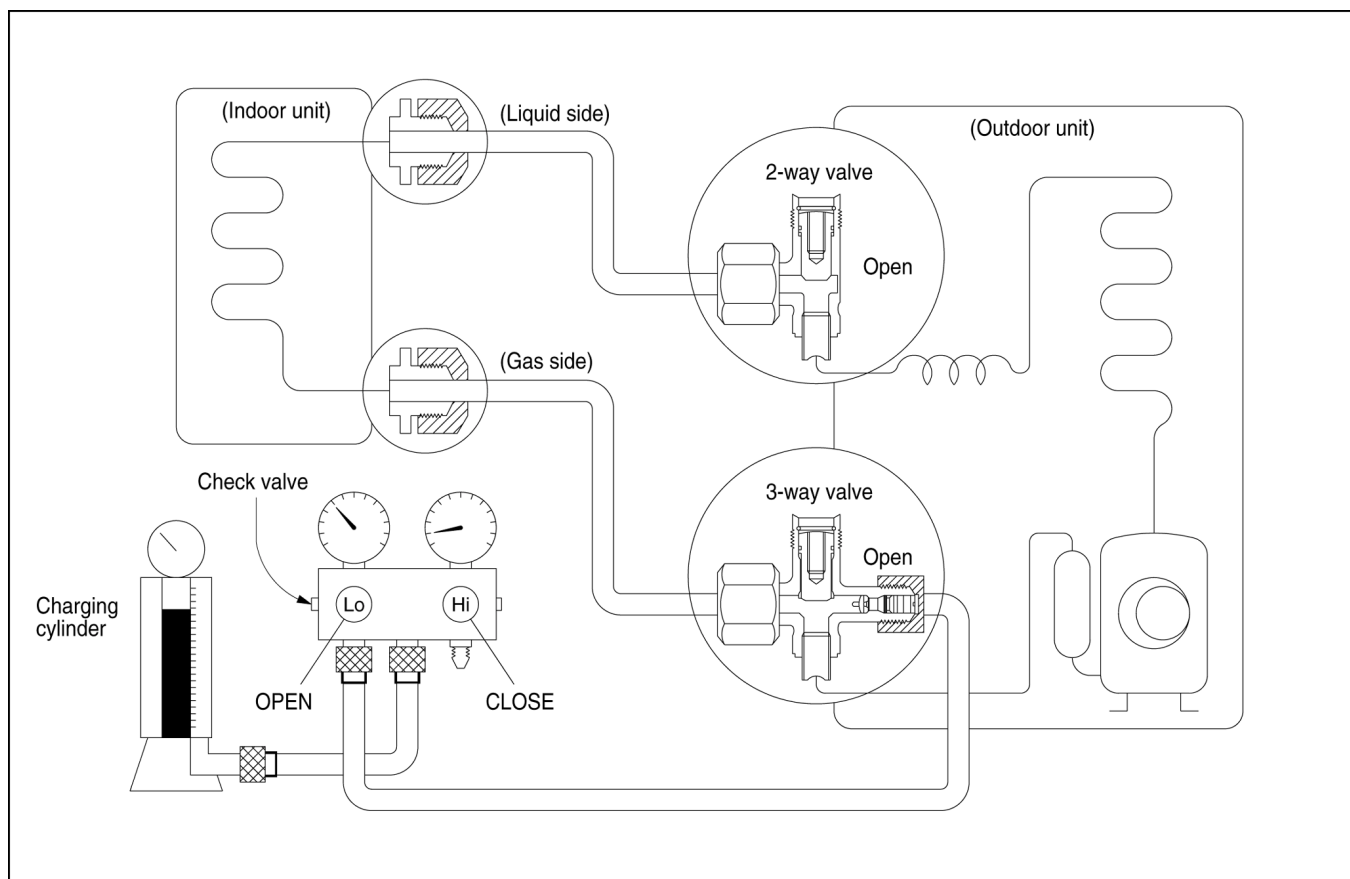 (Indoor unit)
(Liquid side)
(Outdoor unit)
2-way valve
Open
(Gas side)
Check valve
3-way valve
Open
Charging
cylinder
Lo
Hi
OPEN
CLOSE